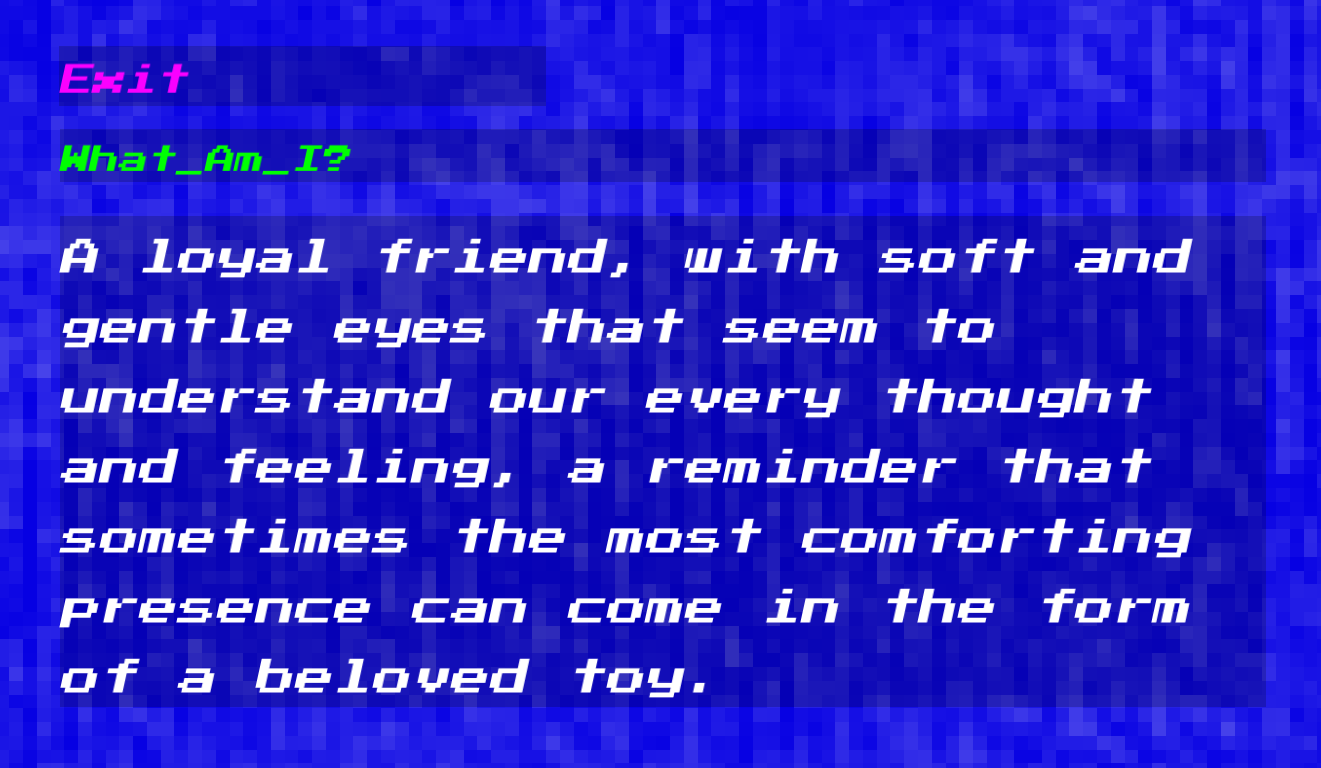 Exit
What_Am_I?
A loyal friend, with soft and
gentle eyes that seem to
understand our every thought
and feeling, a reminder that
sometimes the most comforting
presence can come in the form
of a beloved toy.